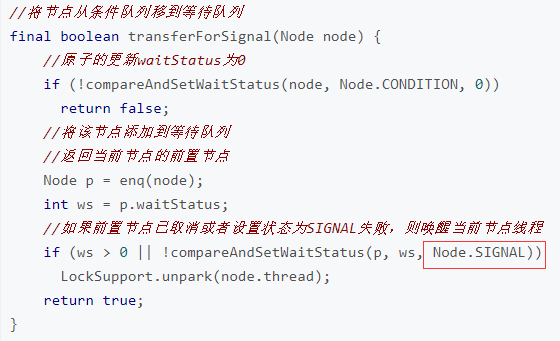 //将节点从条件队列移到等待队列
final boolean transferForSignal(Node node) {
//原子的更新waitStatus为0
if (!compareAndSetWaitStatus(node, Node.CONDITION, 0))
return false;
//将该节点添加到等待队列
//返回当前节点的前置节点
Node p = enq(node);
int ws = p.waitStatus;
//如果前置节点已取消或者设置状态为SIGNAL失败，则唤醒当前节点线程
if (ws > 0 || !compareAndSetWaitStatus(p, ws, Node.SIGNAL))
LockSupport.unpark(node.thread);
return true;
}